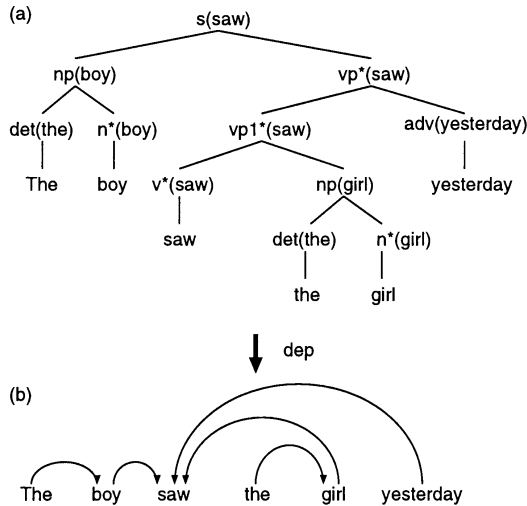 (a)
s(saw)
np(boy) vp*(saw)
det(the) n*(boy) vp1*(saw) adv(yesterday)
The boy v*(saw) np(girl) yesterday
saw det(the) n*(girl)
the girl
dep
(b)
The boy saw the girl yesterday